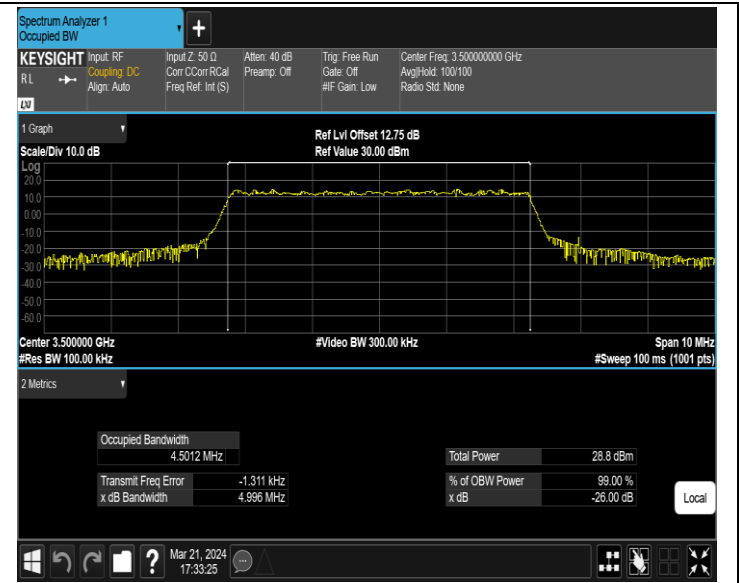 Spectrum Analyzer 1
Occupied BW
KEYSIGHT
R L
LXI
Input: RF
Coupling: DC
Align: Auto
Input Z: 50 Ω
Corr CCorr RCal
Freq Ref: Int (S)
Atten: 40 dB
Preamp: Off
Trig: Free Run
Gate: Off
#IF Gain: Low
Center Freq: 3.500000000 GHz
Avg|Hold: 100/100
Radio Std: None
1 Graph
Scale/Div 10.0 dB
Ref Lvl Offset 12.75 dB
Ref Value 30.00 dBm
Log
20.0
10.0
0.00
-10.0
-20.0
-30.0
-40.0
-50.0
-60.0
Center 3.500000 GHz
#Video BW 300.00 kHz
Span 10 MHz
#Res BW 100.00 kHz
#Sweep 100 ms (1001 pts)
2 Metrics
Occupied Bandwidth
4.5012 MHz
Total Power 28.8 dBm
Transmit Freq Error -1.311 kHz
% of OBW Power 99.00 %
x dB Bandwidth 4.996 MHz
x dB -26.00 dB
Local
?
Mar 21, 2024
17:33:25